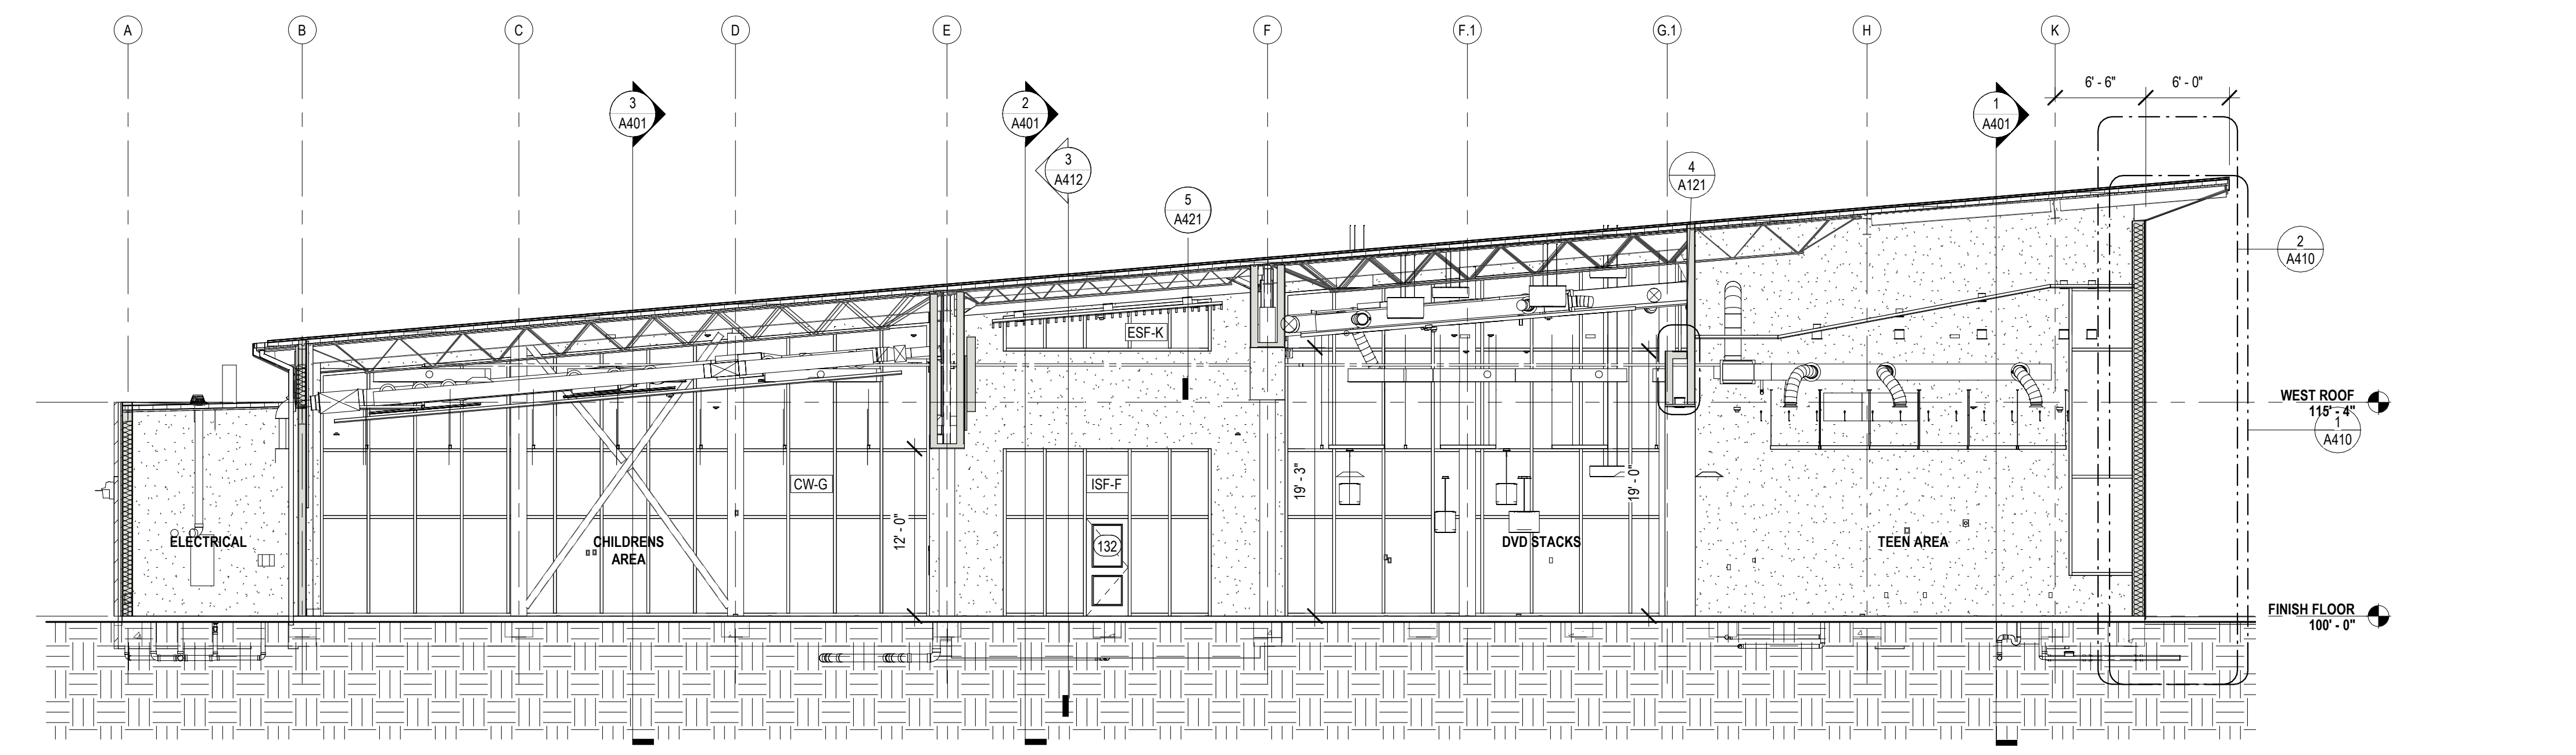 A
B
C
D
E
F
F.1
G.1
H
K
6' - 6"
6' - 0"
3
A401
2
A401
1
A401
3
A412
4
A121
5
A421
2
A410
ESF-K
WEST ROOF
115' - 4"
1
A410
CW-G
ISF-F
19' - 3"
19' - 0"
12' - 0"
132
ELECTRICAL
CHILDRENS
AREA
DVD STACKS
TEEN AREA
FINISH FLOOR
100' - 0"